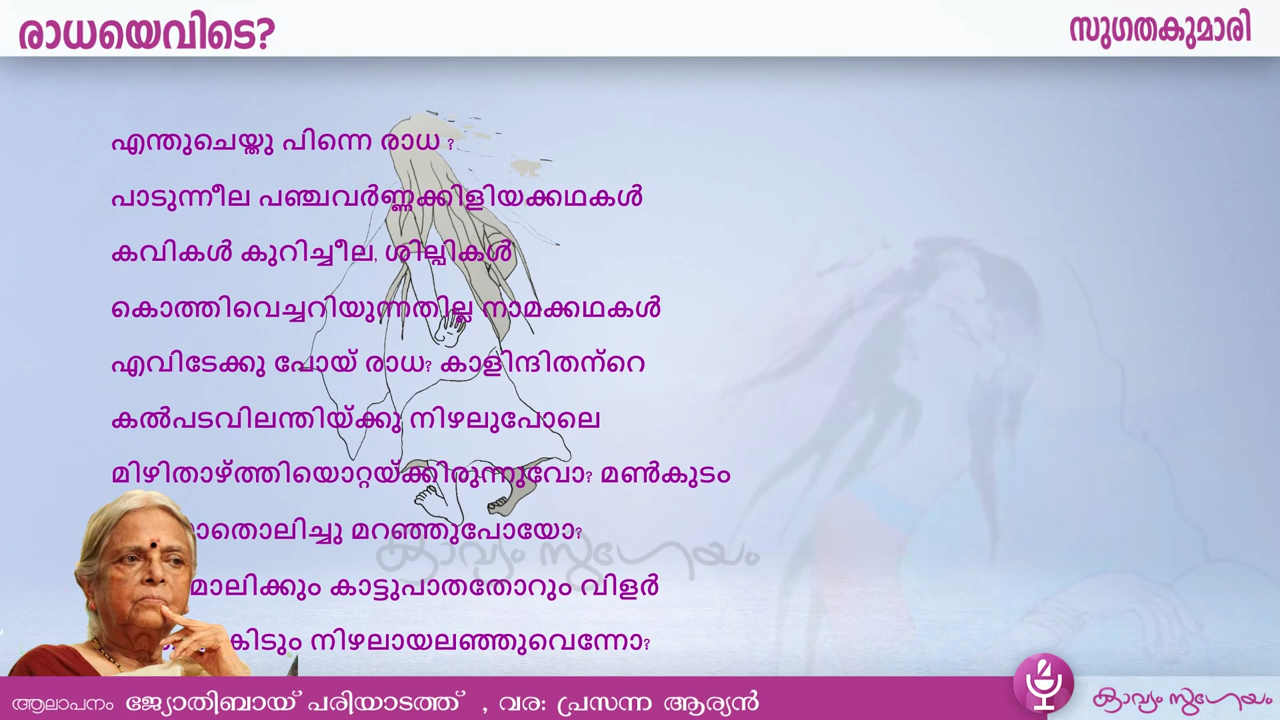 രാധയെവിടെ?
സുഗതകുമാരി
എന്തുചെയ്തു പിന്നെ രാധ ?
പാടുന്നീല പഞ്ചവർണ്ണക്കിളിയക്കഥകൾ
കവികൾ കുറിച്ചീല, ശില്പികൾ
കൊത്തിവെച്ചറിയുന്നതില്ല നാമക്കഥകൾ
എവിടേക്കു പോയ് രാധ? കാളിന്ദിതന്റെ
കൽപടവിലന്തിയ്ക്കു നിഴലുപോലെ
മിഴിതാഴ്ത്തിയൊറ്റയ്ക്കിരുന്നുവോ? മൺകുടം
മറഞ്ഞുപോയോ?
കാട്ടുപാതതോറും വിളർ
നിഴലായലഞ്ഞുവെന്നോ?
കാവ്യം സുഗേയം
ആലാപനം ജ്യോതിബായ് പരിയാടത്ത് , വര: പ്രസന്ന ആര്യൻ
കാവ്യം സുഗേയം